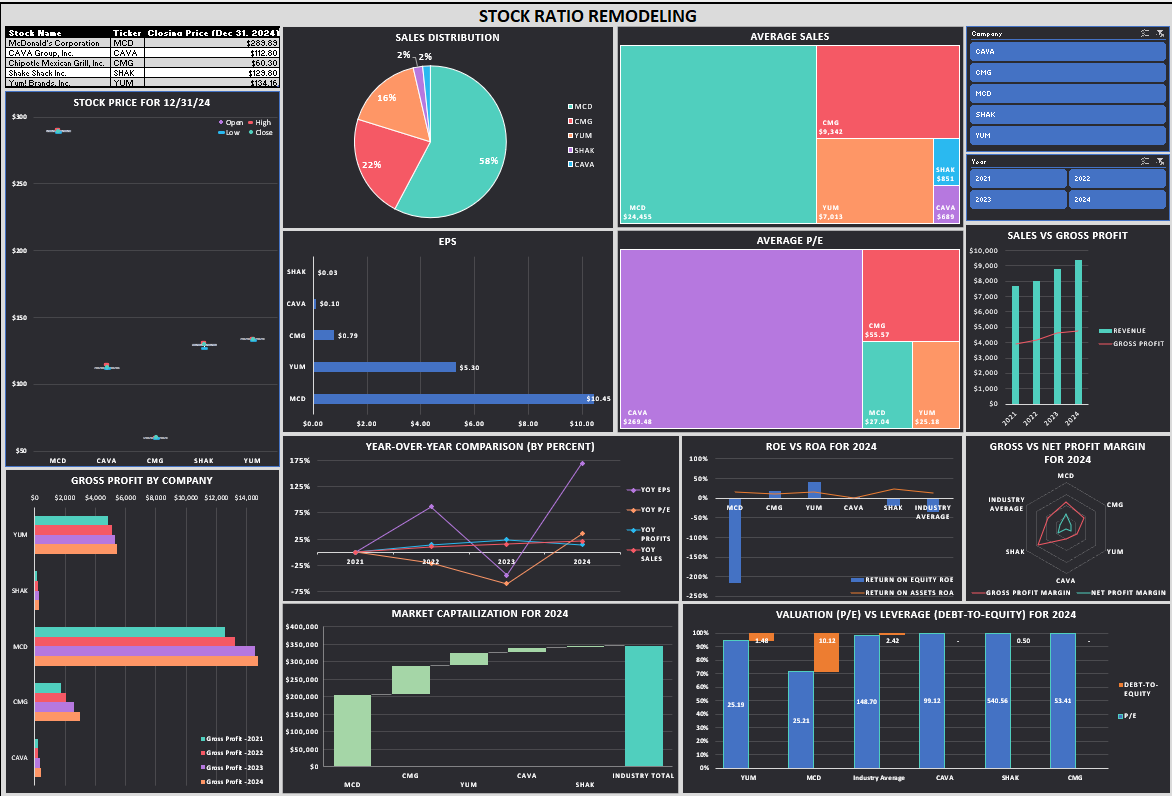 STOCK RATIO REMODELING
Stock Name Ticker Closing Price (Dec 31, 2024)
McDonald's Corporation MCD $289.89
CAVA Group, Inc. CAVA $112.80
Chipotle Mexican Grill, Inc. CMG $60.30
Shake Shack Inc. SHAK $129.80
Yum! Brands, Inc. YUM $134.16
STOCK PRICE FOR 12/31/24
Open High
Low Close
$300
$250
$200
$150
$100
$50
MCD CAVA CMG SHAK YUM
SALES DISTRIBUTION
2% 2%
16%
22%
58%
MCD
CMG
YUM
SHAK
CAVA
AVERAGE SALES
MCD
$24,455
CMG
$9,342
YUM
$7,013
SHAK
$851
CAVA
$689
Company
CAVA
CMG
MCD
SHAK
YUM
Year
2021 2022
2023 2024
EPS
SHAK $0.03
CAVA $0.10
CMG $0.79
YUM $5.30
MCD $10.45
$0.00 $2.00 $4.00 $6.00 $8.00 $10.00
AVERAGE P/E
CAVA
$269.48
CMG
$55.57
MCD
$27.04
YUM
$25.18
SALES VS GROSS PROFIT
$10,000
$9,000
$8,000
$7,000
$6,000
$5,000
$4,000
$3,000
$2,000
$1,000
$0
2021 2022 2023 2024
REVENUE
GROSS PROFIT
GROSS PROFIT BY COMPANY
$0 $2,000 $4,000 $6,000 $8,000 $10,000 $12,000 $14,000
YUM
SHAK
MCD
CMG
CAVA
Gross Profit -2021
Gross Profit -2022
Gross Profit -2023
Gross Profit -2024
YEAR-OVER-YEAR COMPARISON (BY PERCENT)
175%
125%
75%
25%
-25%
-75%
2021 2022 2023 2024
YOY EPS
YOY P/E
YOY
PROFITS
YOY
SALES
ROE VS ROA FOR 2024
100%
50%
0%
-50%
-100%
-150%
-200%
-250%
MCD CMG YUM CAVA SHAK INDUSTRY
AVERAGE
RETURN ON EQUITY ROE
RETURN ON ASSETS ROA
GROSS VS NET PROFIT MARGIN
FOR 2024
MCD
CMG
YUM
CAVA
SHAK
INDUSTRY
AVERAGE
GROSS PROFIT MARGIN NET PROFIT MARGIN
MARKET CAPTAILIZATION FOR 2024
$400,000
$350,000
$300,000
$250,000
$200,000
$150,000
$100,000
$50,000
$0
MCD CMG YUM CAVA SHAK INDUSTRY TOTAL
VALUATION (P/E) VS LEVERAGE (DEBT-TO-EQUITY) FOR 2024
100%
90%
80%
70%
60%
50%
40%
30%
20%
10%
0%
1.48 10.12 2.42 - 0.50 -
25.19 25.21 148.70 99.12 540.56 53.41
YUM MCD Industry Average CAVA SHAK CMG
DEBT-TO-
EQUITY
P/E